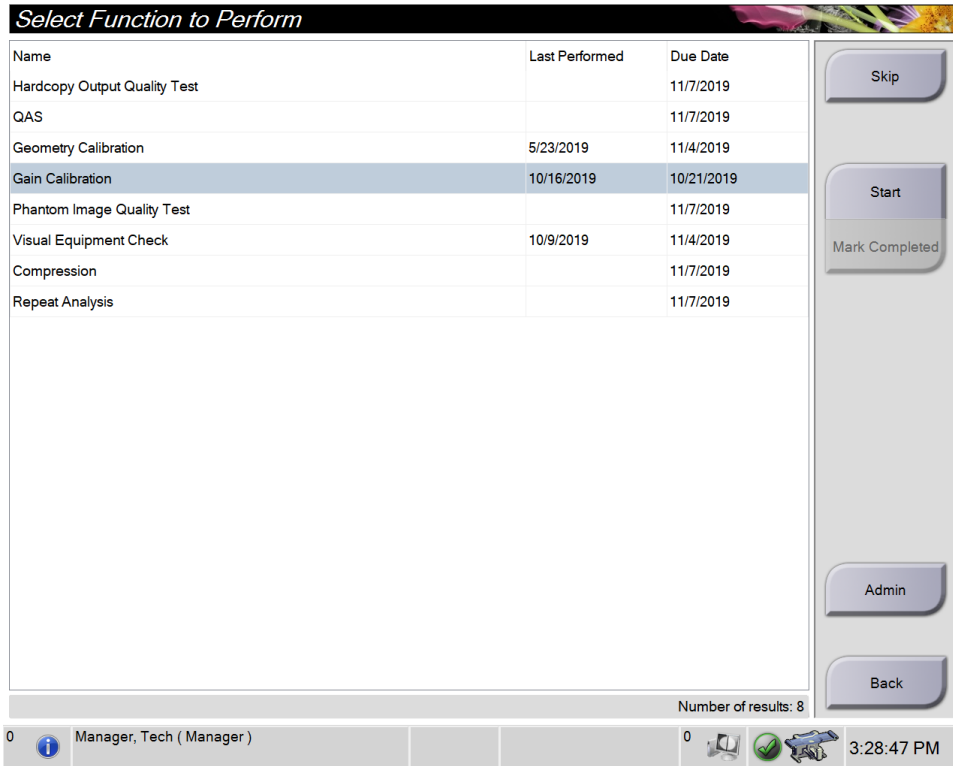 Select Function to Perform
Name Last Performed Due Date
Hardcopy Output Quality Test 11/7/2019
QAS 11/7/2019
Geometry Calibration 5/23/2019 11/4/2019
Gain Calibration 10/16/2019 10/21/2019
Phantom Image Quality Test 11/7/2019
Visual Equipment Check 10/9/2019 11/4/2019
Compression 11/7/2019
Repeat Analysis 11/7/2019
Number of results: 8
Skip
Start
Mark Completed
Admin
Back
0 Manager, Tech ( Manager ) 0 3:28:47 PM